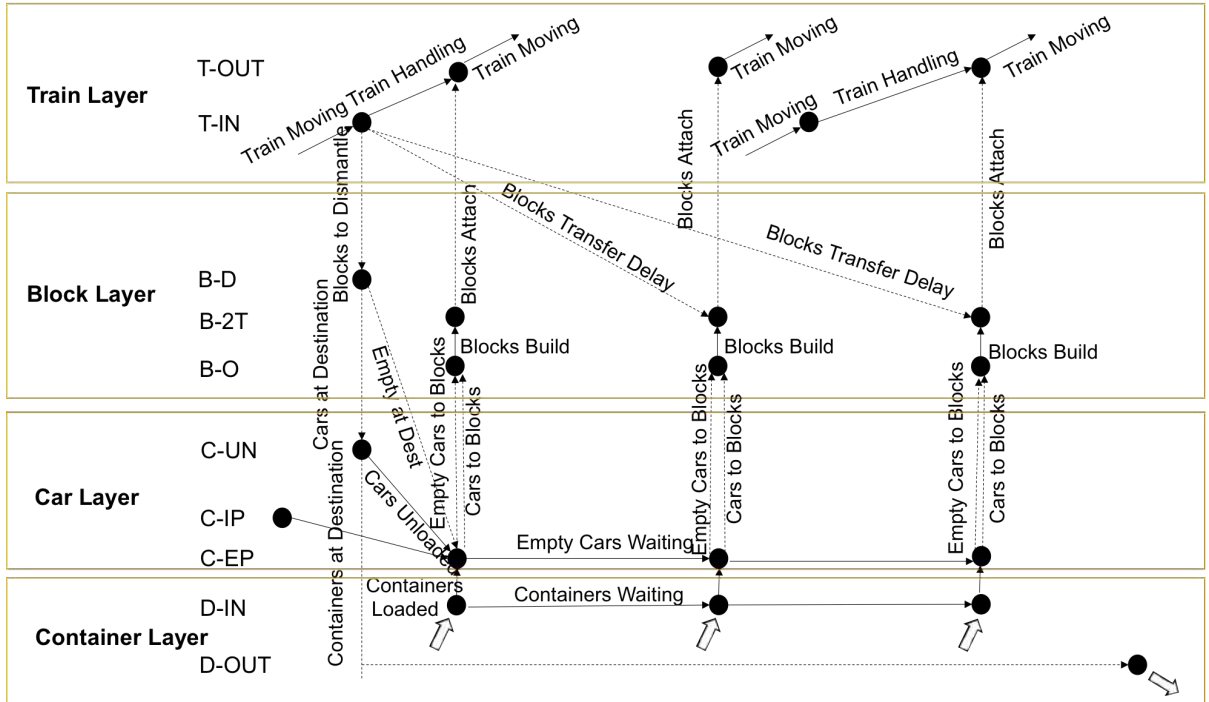 Train Layer
T-OUT
T-IN
Train Moving
Train Handling
Train Moving
Train Moving
Train Moving
Train Handling
Train Moving
Blocks to Dismantle
Blocks Attach
Blocks Transfer Delay
Blocks Attach
Blocks Transfer Delay
Blocks Attach
Block Layer
B-D
B-2T
B-O
Blocks Build
Blocks Build
Blocks Build
Cars at Destination
Empty at Dest
Empty Cars to Blocks
Cars to Blocks
Empty Cars to Blocks
Cars to Blocks
Empty Cars to Blocks
Cars to Blocks
Car Layer
C-UN
C-IP
C-EP
Cars Unloaded
Empty Cars Waiting
Containers at Destination
Container Layer
D-IN
D-OUT
Containers
Loaded
Containers Waiting